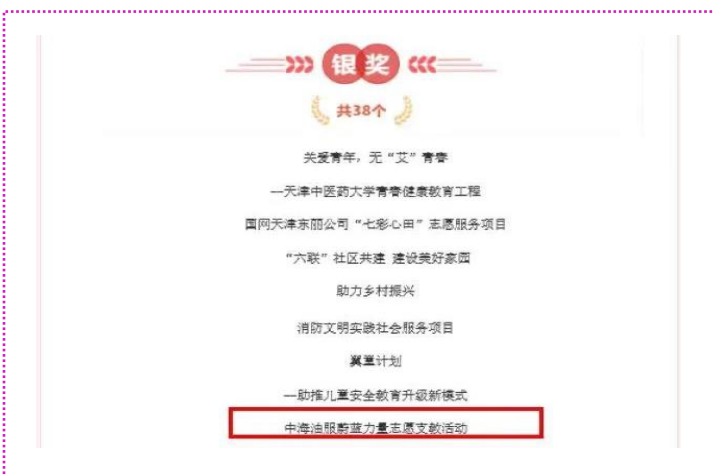 银奖
共38个
关爱青年，无“艾”青春
—天津中医药大学青春健康教育工程
国网天津东丽公司“七彩心田”志愿服务项目
“六联”社区共建 建设美好家园
助力乡村振兴
消防文明实践社会服务项目
翼童计划
—助推儿童安全教育升级新模式
中海油服蔚蓝力量志愿支教活动